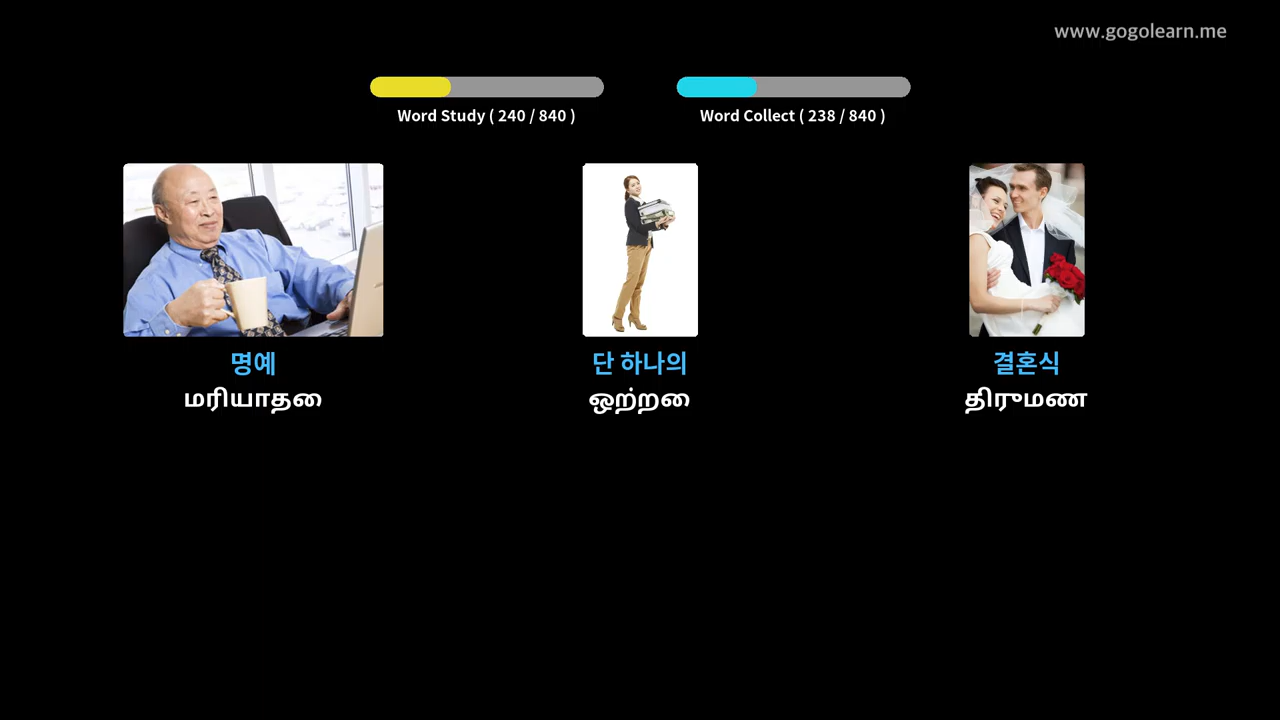 www.gogolearn.me
Word Study ( 240 / 840 )
Word Collect ( 238 / 840 )
명예
단 하나의
결혼식
மரியாதை
ஒற்றை
திருமண